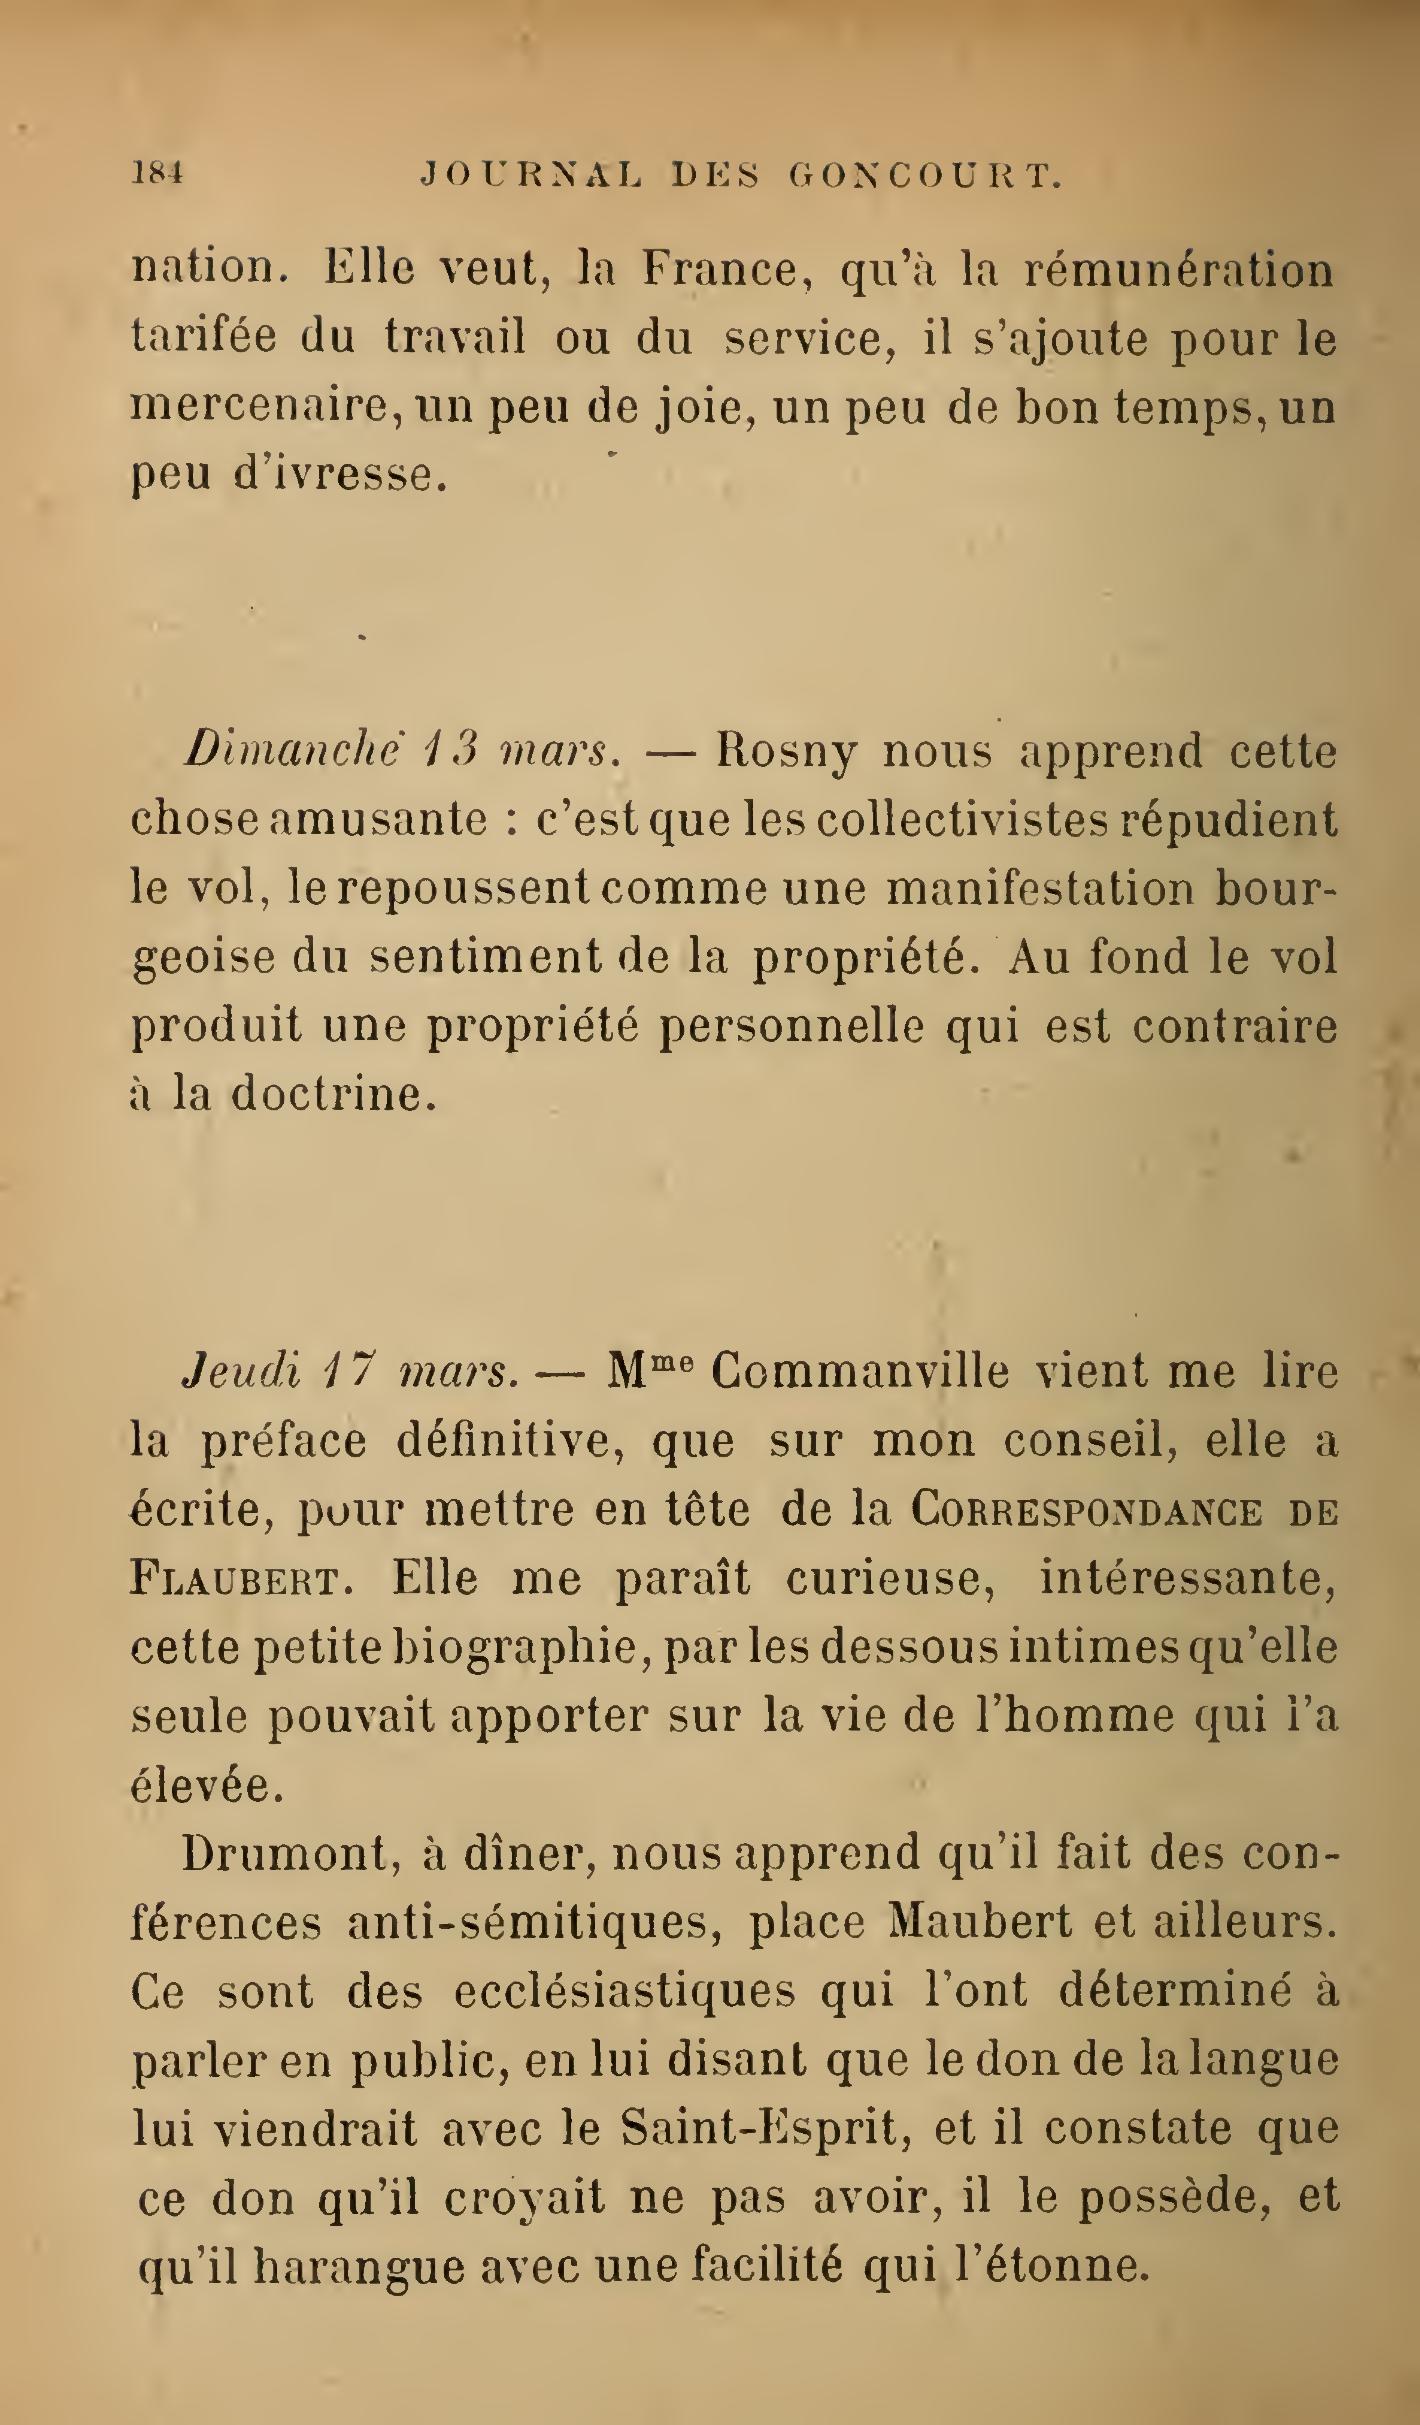 184 JOURNAL DES GONCOURT.
nation. Elle veut, la France, qu'à la rémunération
tarifée du travail ou du service, il s'ajoute pour le
mercenaire, un peu de joie, un peu de bon temps, un
peu d'ivresse.
Dimanche 13 mars. — Rosny nous apprend cette
chose amusante : c'est que les collectivistes répudient
le vol, le repoussent comme une manifestation bour-
geoise du sentiment de la propriété. Au fond le vol
produit une propriété personnelle qui est contraire
à la doctrine.
Jeudi 17 mars. — Mme Commanville vient me lire
la préface définitive, que sur mon conseil, elle a
écrite, pour mettre en tête de la CORRESPONDANCE DE
FLAUBERT. Elle me paraît curieuse, intéressante,
cette petite biographie, par les dessous intimes qu'elle
seule pouvait apporter sur la vie de l'homme qui l'a
élevée.
Drumont, à dîner, nous apprend qu'il fait des con-
férences anti-sémitiques, place Maubert et ailleurs.
Ce sont des ecclésiastiques qui l'ont déterminé à
parler en public, en lui disant que le don de la langue
lui viendrait avec le Saint-Esprit, et il constate que
ce don qu'il croyait ne pas avoir, il le possède, et
qu'il harangue avec une facilité qui l'étonne.